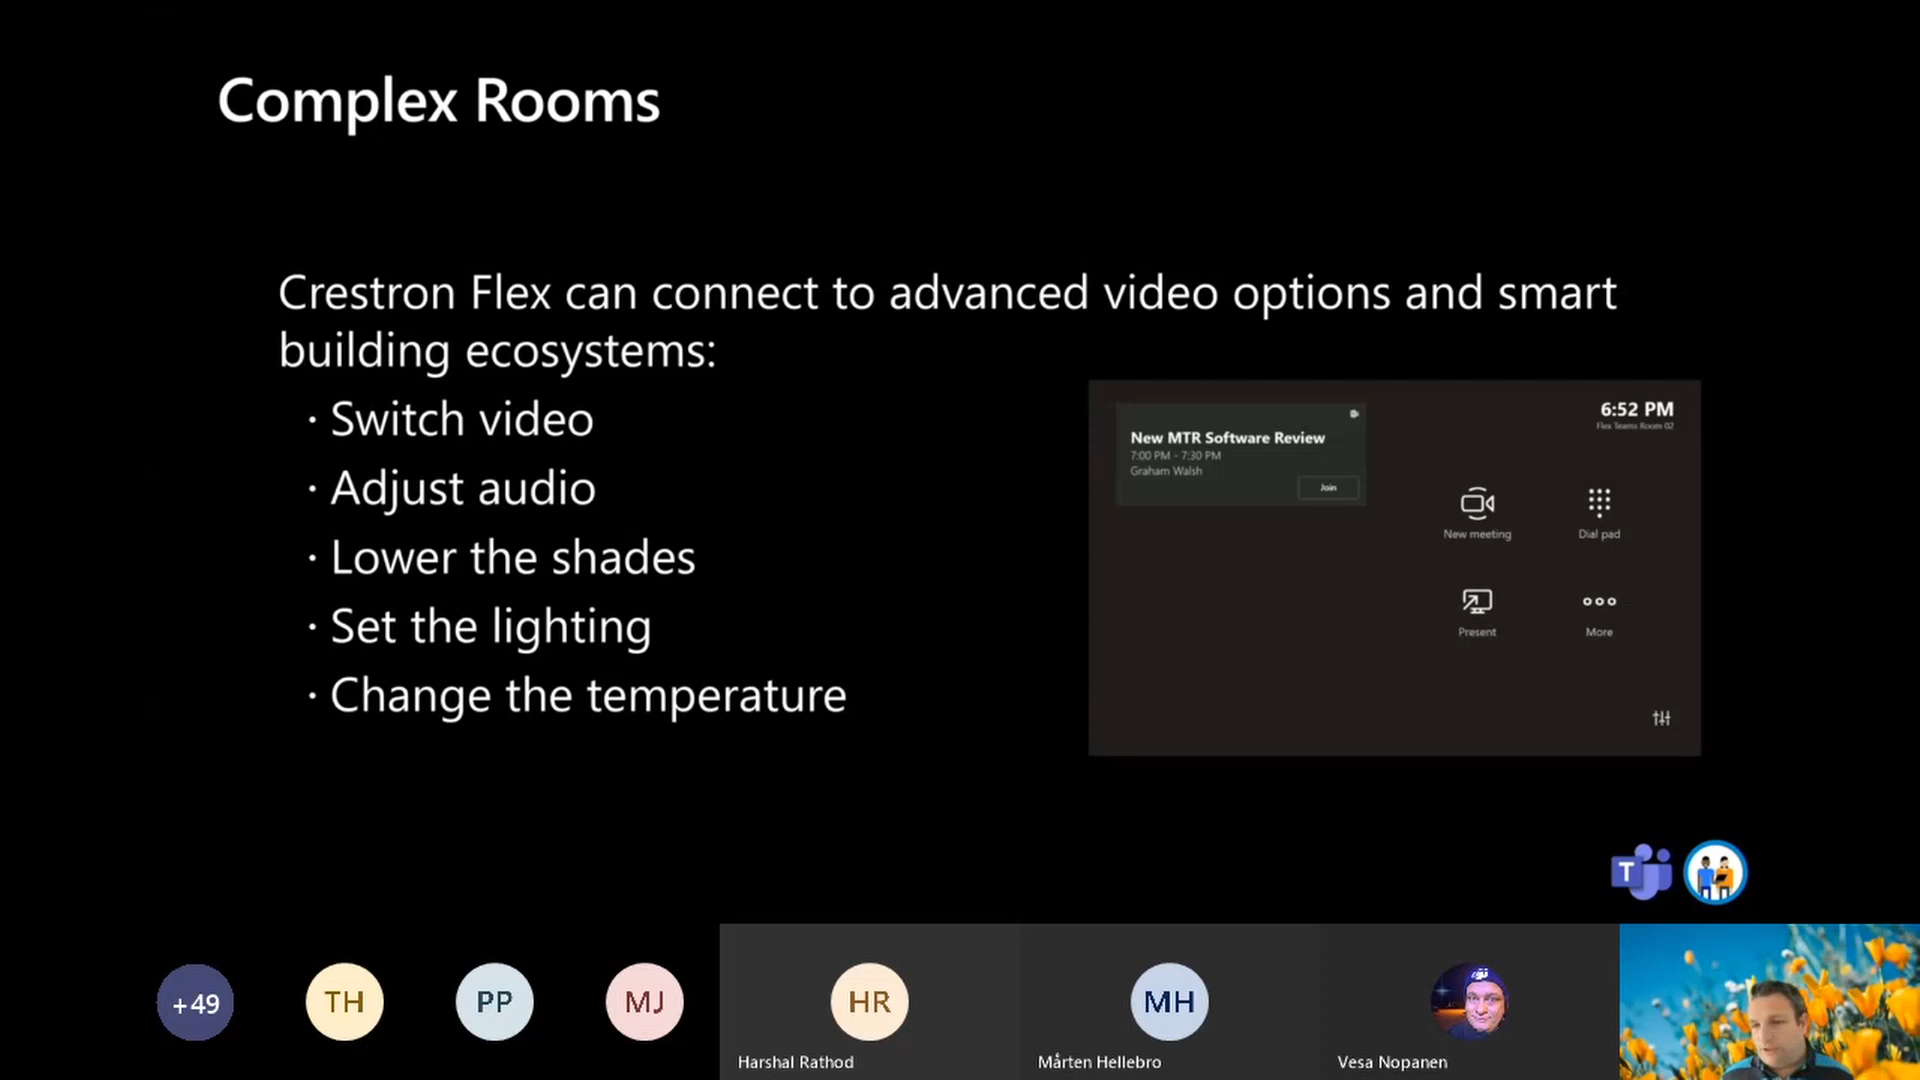 Complex Rooms
Crestron Flex can connect to advanced video options and smart
building ecosystems:
· Switch video
· Adjust audio
· Lower the shades
· Set the lighting
· Change the temperature
6:52 PM
Flex Teams Room 02
New MTR Software Review
7:00 PM - 7:30 PM
Graham Walsh
Join
New meeting
Dial pad
Present
More
T
+49
TH
PP
MJ
HR
MH
Harshal Rathod
Mårten Hellebro
Vesa Nopanen